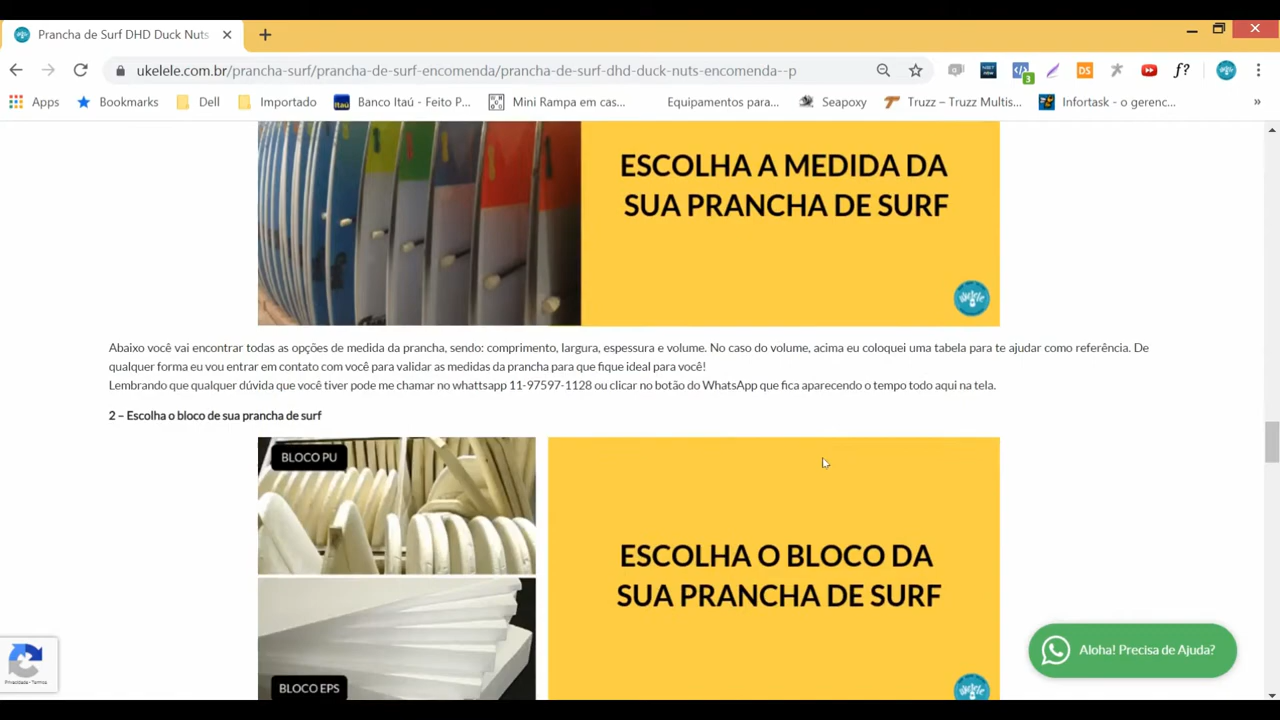 Prancha de Surf DHD Duck Nuts
ukelele.com.br/prancha-surf/prancha-de-surf-encomenda/prancha-de-surf-dhd-duck-nuts-encomenda--p
3
DS
f?
Apps
Bookmarks
Dell
Importado
Banco Itaú - Feito P...
Mini Rampa em cas...
Equipamentos para...
Seapoxy
Truzz – Truzz Multis...
Infortask - o gerenc...
»
ESCOLHA A MEDIDA DA
SUA PRANCHA DE SURF
ukelele
Abaixo você vai encontrar todas as opções de medida da prancha, sendo: comprimento, largura, espessura e volume. No caso do volume, acima eu coloquei uma tabela para te ajudar como referência. De
qualquer forma eu vou entrar em contato com você para validar as medidas da prancha para que fique ideal para você!
Lembrando que qualquer dúvida que você tiver pode me chamar no whattsapp 11-97597-1128 ou clicar no botão do WhatsApp que fica aparecendo o tempo todo aqui na tela.
2 – Escolha o bloco de sua prancha de surf
BLOCO PU
ESCOLHA O BLOCO DA
SUA PRANCHA DE SURF
BLOCO EPS
ukelele
Aloha! Precisa de Ajuda?
Privacidade - Termos